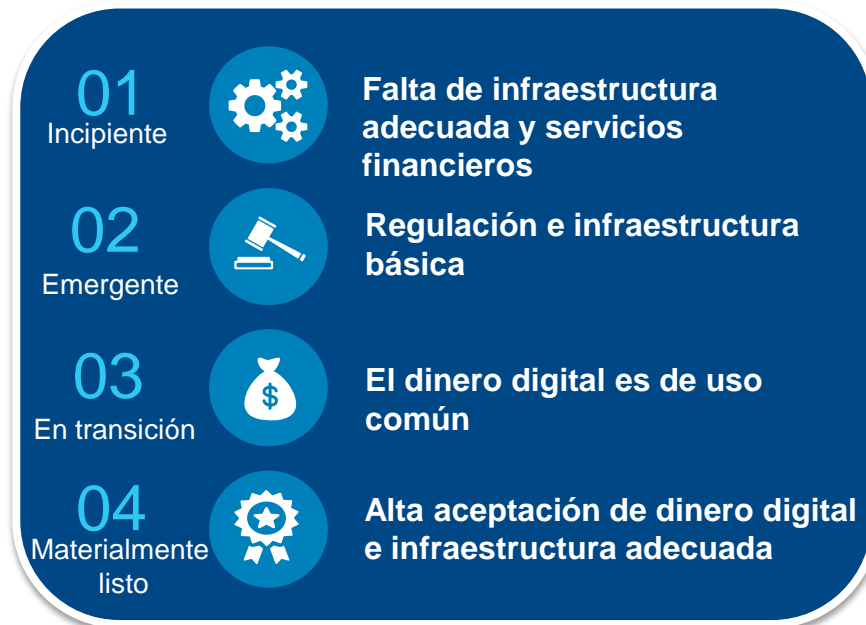 01
Incipiente
Falta de infraestructura
adecuada y servicios
financieros
02
Emergente
Regulación e infraestructura
básica
03
En transición
$
El dinero digital es de uso
común
04
Materialmente
listo
Alta aceptación de dinero digital
e infraestructura adecuada